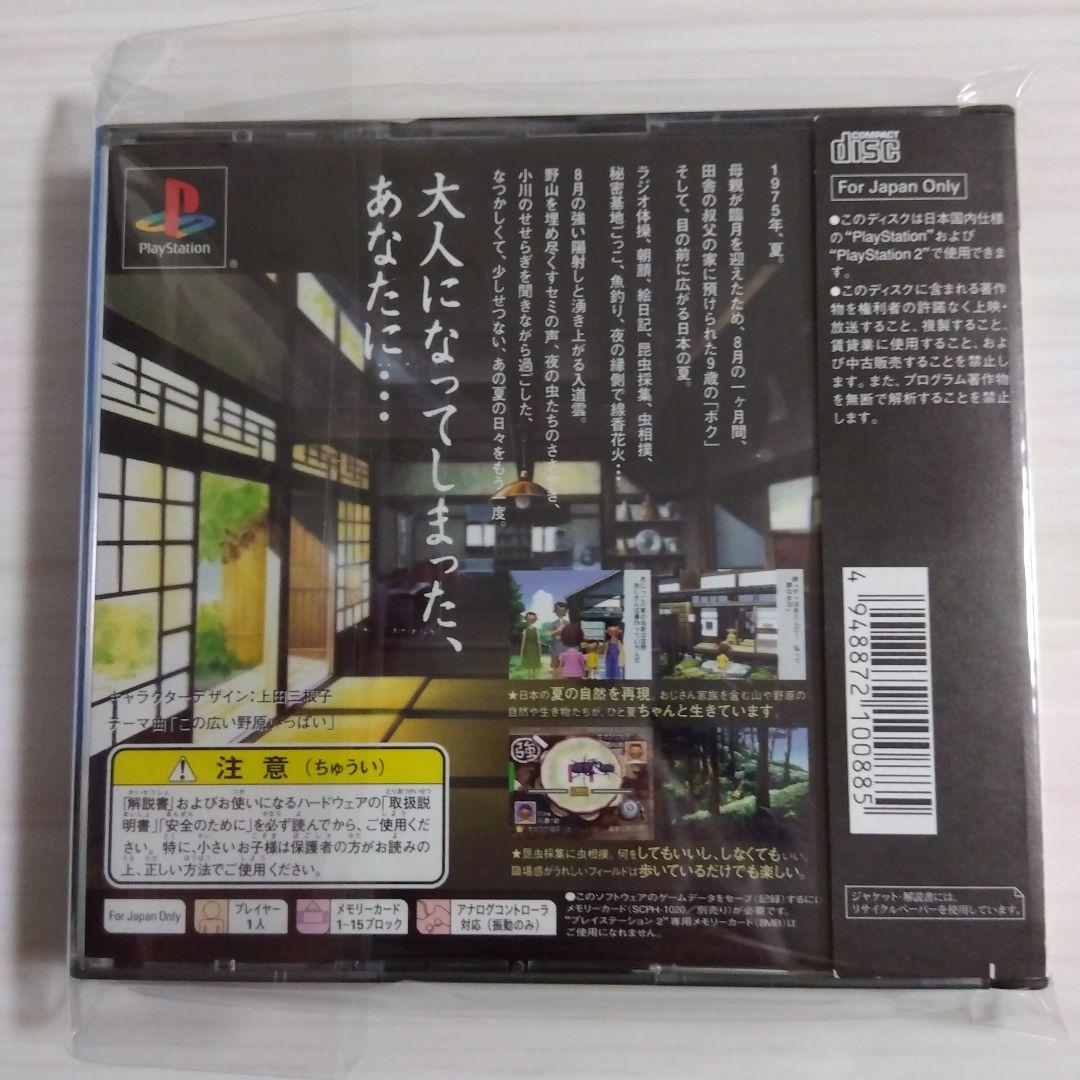 PlayStation
®
大人になってしまった、
あなたに…
1975年、夏。
母親が臨月を迎えたため、8月の一ヶ月間、
田舎の叔父の家に預けられた9歳の「ボク」
そして、目の前に広がる日本の夏。
ラジオ体操、朝顔、絵日記、昆虫採集、虫相撲、
秘密基地ごっこ、魚釣り、夜の縁側で線香花火…
8月の強い陽射しと湧き上がる入道雲。
野山を埋め尽くすセミの声、夜の虫たちのささやき、
小川のせせらぎを聞きながら過ごした、
なつかしくて、少しせつない、あの夏の日々をもう一度。
キャラクターデザイン:上田三根子
テーマ曲「この広い野原いっぱい」
★日本の夏の自然を再現。おじさん家族を含む山や野原の
自然や生き物たちが、ひと夏ちゃんと生きています。
強
★昆虫採集に虫相撲。何をしてもいいし、しなくてもいい。
臨場感がうれしいフィールドは歩いているだけでも楽しい。
注意(ちゅうい)
「解説書」およびお使いになるハードウェアの「取扱説
明書」「安全のために」を必ず読んでから、ご使用くだ
さい。特に、小さいお子様は保護者の方がお読みの
上、正しい方法でご使用ください。
For Japan Only
プレイヤー
1人
メモリーカード
1~15ブロック
アナログコントローラ
対応(振動のみ)
●このソフトウェアのゲームデータをセーブ(記録)するに
メモリーカード(SCPH-1020/別売り)が必要です。
"プレイステーション 2"専用メモリーカード(8MB)は
ご使用になれません。
COMPACT
disc
For Japan Only
●このディスクは日本国内仕様
の"PlayStation"および
"PlayStation 2"で使用できま
す。
●このディスクに含まれる著作
物を権利者の許諾なく上映・
放送すること、複製すること、
賃貸業に使用すること、およ
び中古販売することを禁止し
ます。また、プログラム著作物
を無断で解析することを禁止
します。
4 948872 100885
ジャケット・解説書には、
リサイクルペーパーを使用しています。